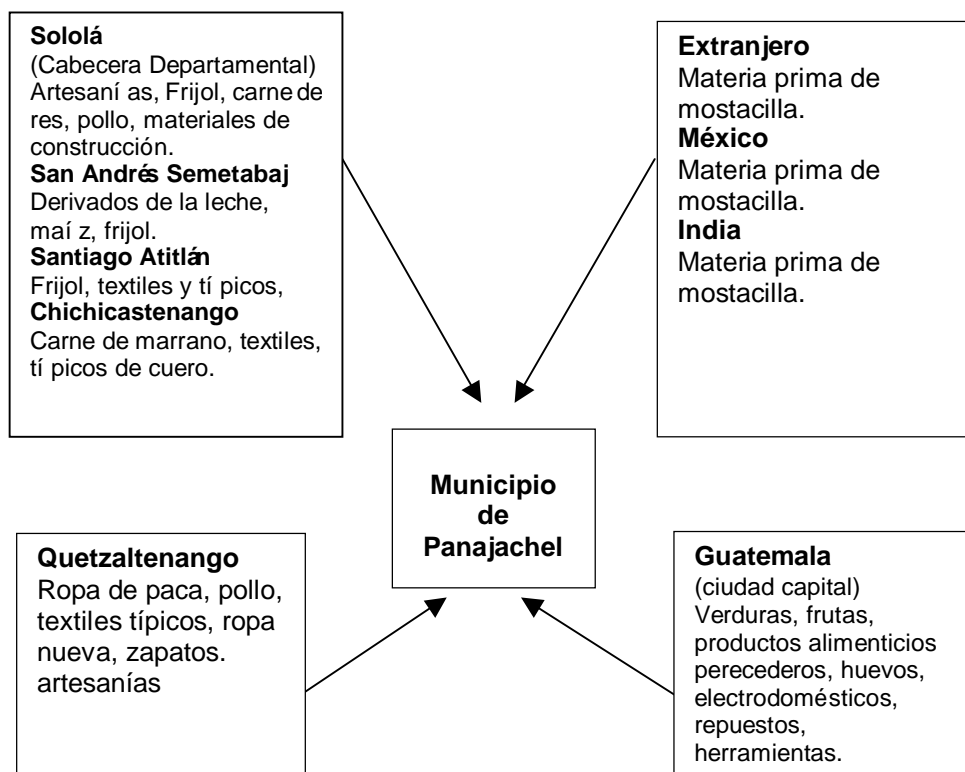 Sololá
(Cabecera Departamental)
Artesaní as, Frijol, carne de
res, pollo, materiales de
construcción.
San Andrés Semetabaj
Derivados de la leche,
maí z, frijol.
Santiago Atitlán
Frijol, textiles y tí picos,
Chichicastenango
Carne de marrano, textiles,
tí picos de cuero.
Extranjero
Materia prima de
mostacilla.
México
Materia prima de
mostacilla.
India
Materia prima de
mostacilla.
Municipio
de
Panajachel
Quetzaltenango
Ropa de paca, pollo,
textiles típicos, ropa
nueva, zapatos.
artesanías
Guatemala
(ciudad capital)
Verduras, frutas,
productos alimenticios
perecederos, huevos,
electrodomésticos,
repuestos,
herramientas.